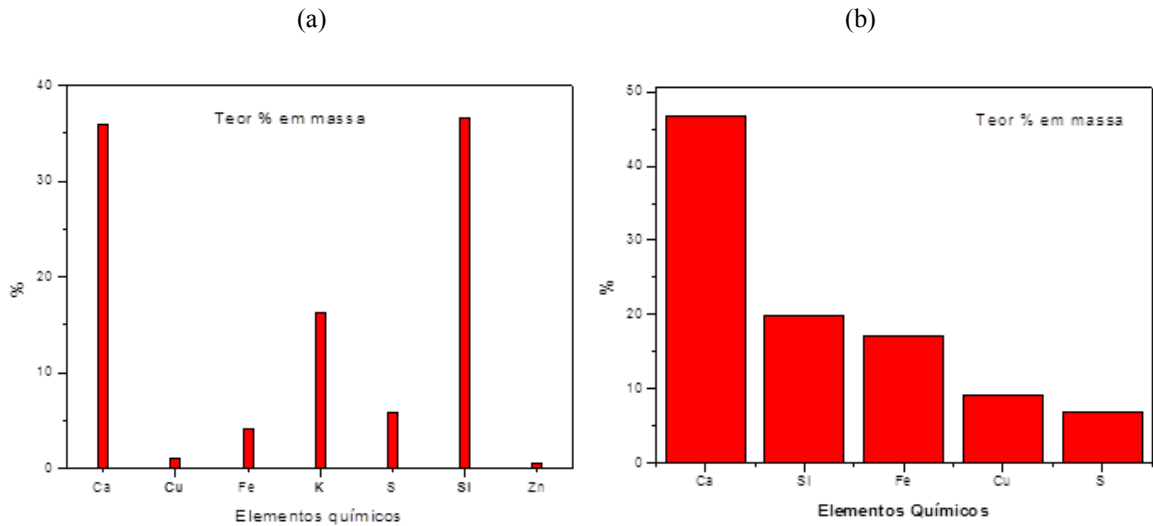 (a)
(b)
Teor % em massa
40
30
20
10
0
%
Ca Cu Fe K S Si Zn
Elementos químicos
Teor % em massa
50
40
30
20
10
0
%
Ca Si Fe Cu S
Elementos Químicos